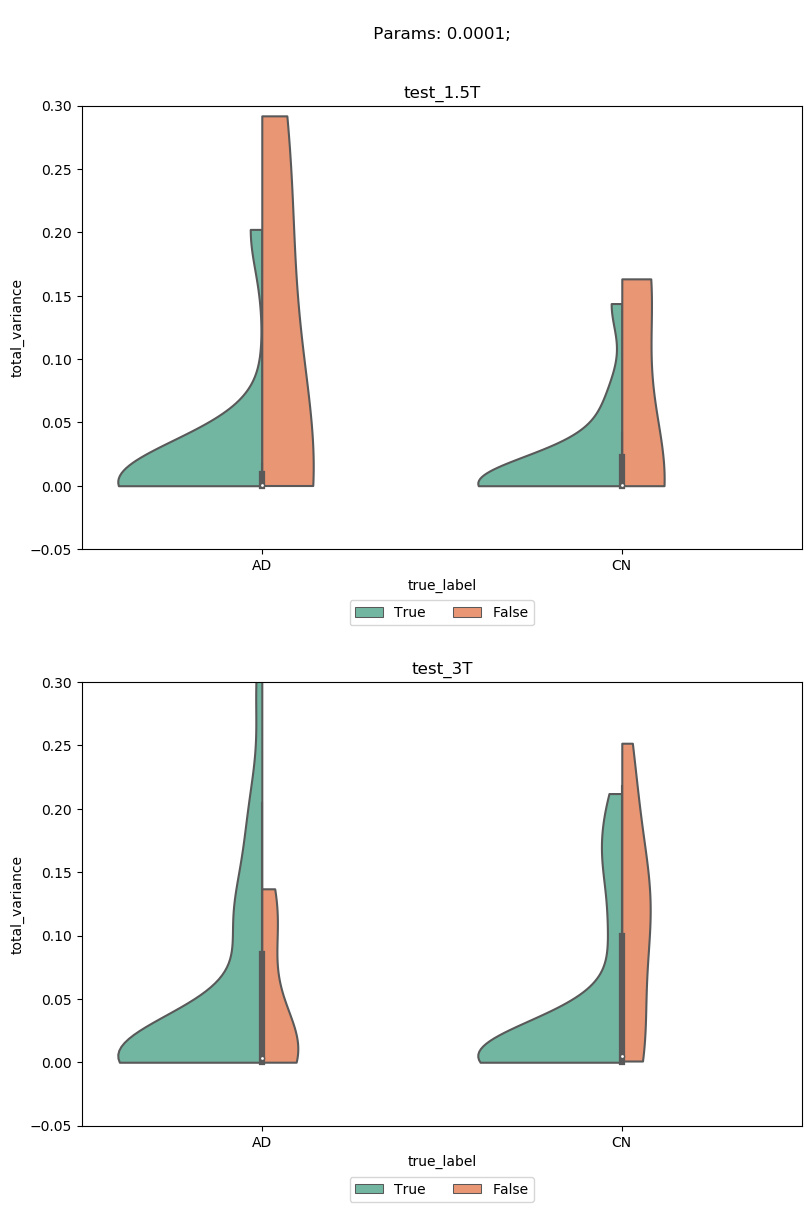 Params: 0.0001;
test_1.5T
0.30
0.25
0.20
0.15
0.10
0.05
0.00
−0.05
total_variance
AD CN
true_label
True False
test_3T
0.30
0.25
0.20
0.15
0.10
0.05
0.00
−0.05
total_variance
AD CN
true_label
True False